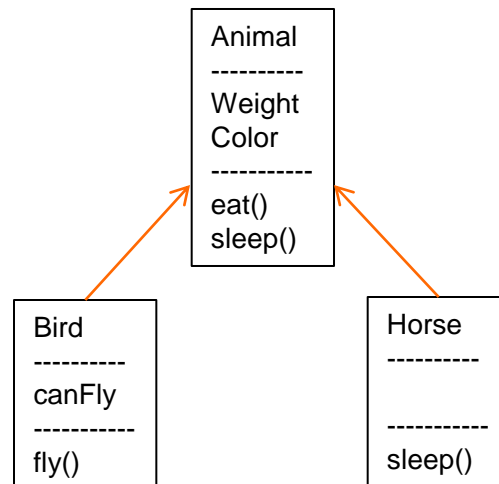 Animal
----------
Weight
Color
-----------
eat()
sleep()
Bird
----------
canFly
-----------
fly()
Horse
----------
-----------
sleep()